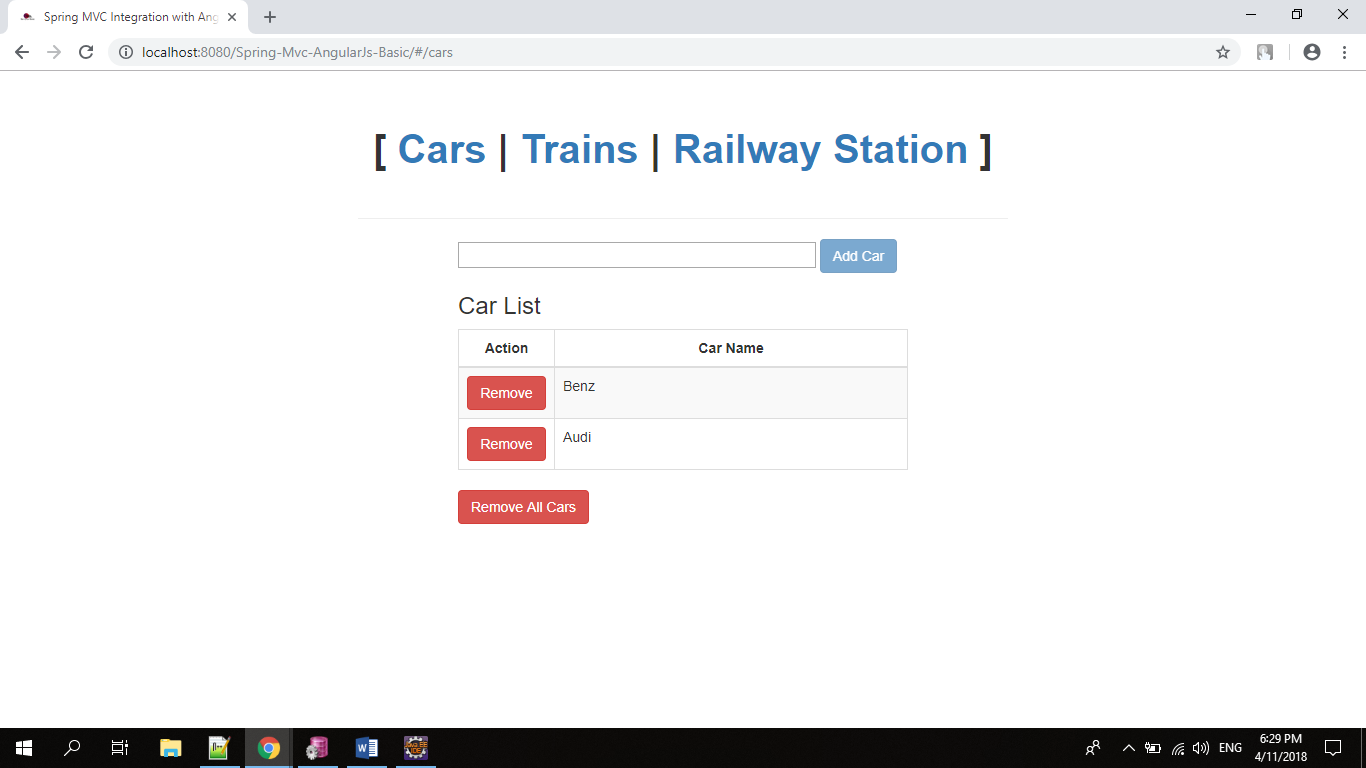 Spring MVC Integration with Ang
localhost:8080/Spring-Mvc-AngularJs-Basic/#/cars
[ Cars | Trains | Railway Station ]
Add Car
Car List
Action Car Name
Remove Benz
Remove Audi
Remove All Cars
ENG
6:29 PM
4/11/2018